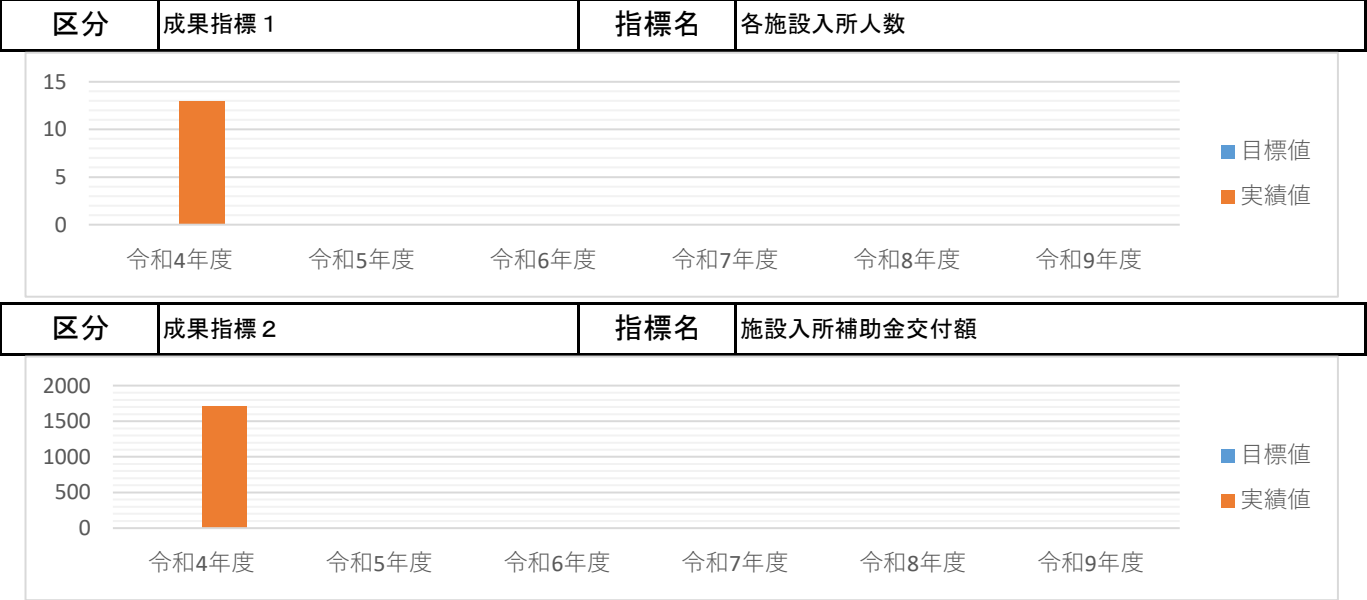 区分 成果指標１ 指標名 各施設入所人数
15
10
5
0
目標値
実績値
令和4年度 令和5年度 令和6年度 令和7年度 令和8年度 令和9年度
区分 成果指標２ 指標名 施設入所補助金交付額
2000
1500
1000
500
0
目標値
実績値
令和4年度 令和5年度 令和6年度 令和7年度 令和8年度 令和9年度